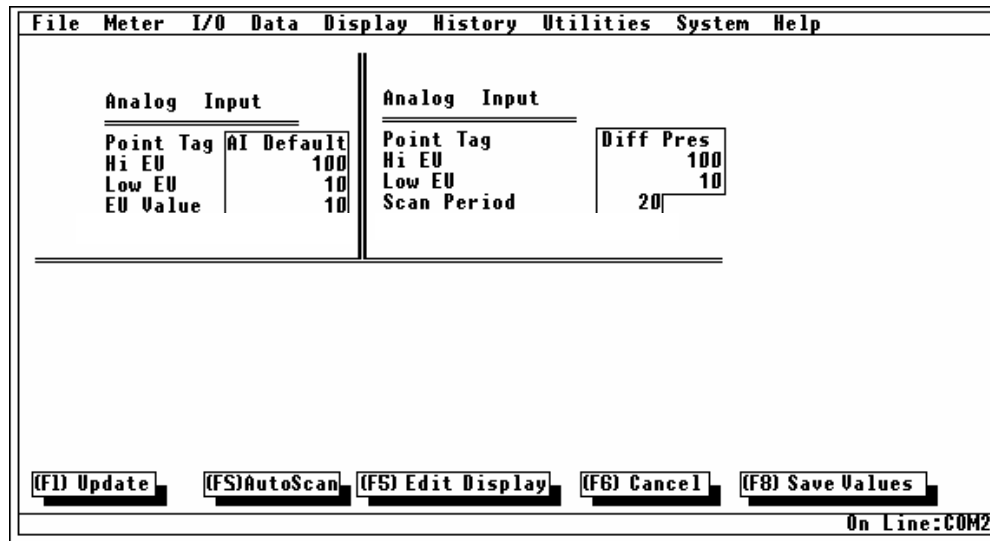 File Meter I/O Data Display History Utilities System Help
Analog Input
Point Tag AI Default
Hi EU 100
Low EU 10
EU Value 10
Analog Input
Point Tag Diff Pres
Hi EU 100
Low EU 10
Scan Period 20
(F1) Update (FS)AutoScan (F5) Edit Display (F6) Cancel (F8) Save Values
On Line:COM2